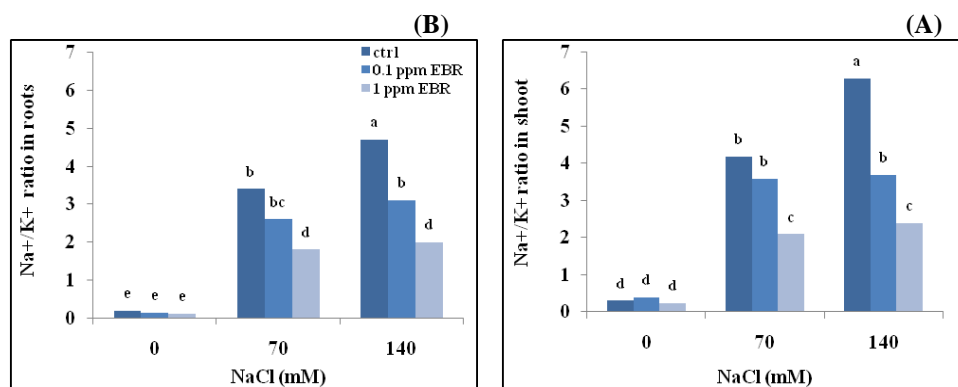 (B)
Na+/K+ ratio in roots
7
6
5
4
3
2
1
0
ctrl
0.1 ppm EBR
1 ppm EBR
e e e
b bc d
a b d
0 70 140
NaCl (mM)
(A)
Na+/K+ ratio in shoot
7
6
5
4
3
2
1
0
d d d
b b c
a b c
0 70 140
NaCl (mM)